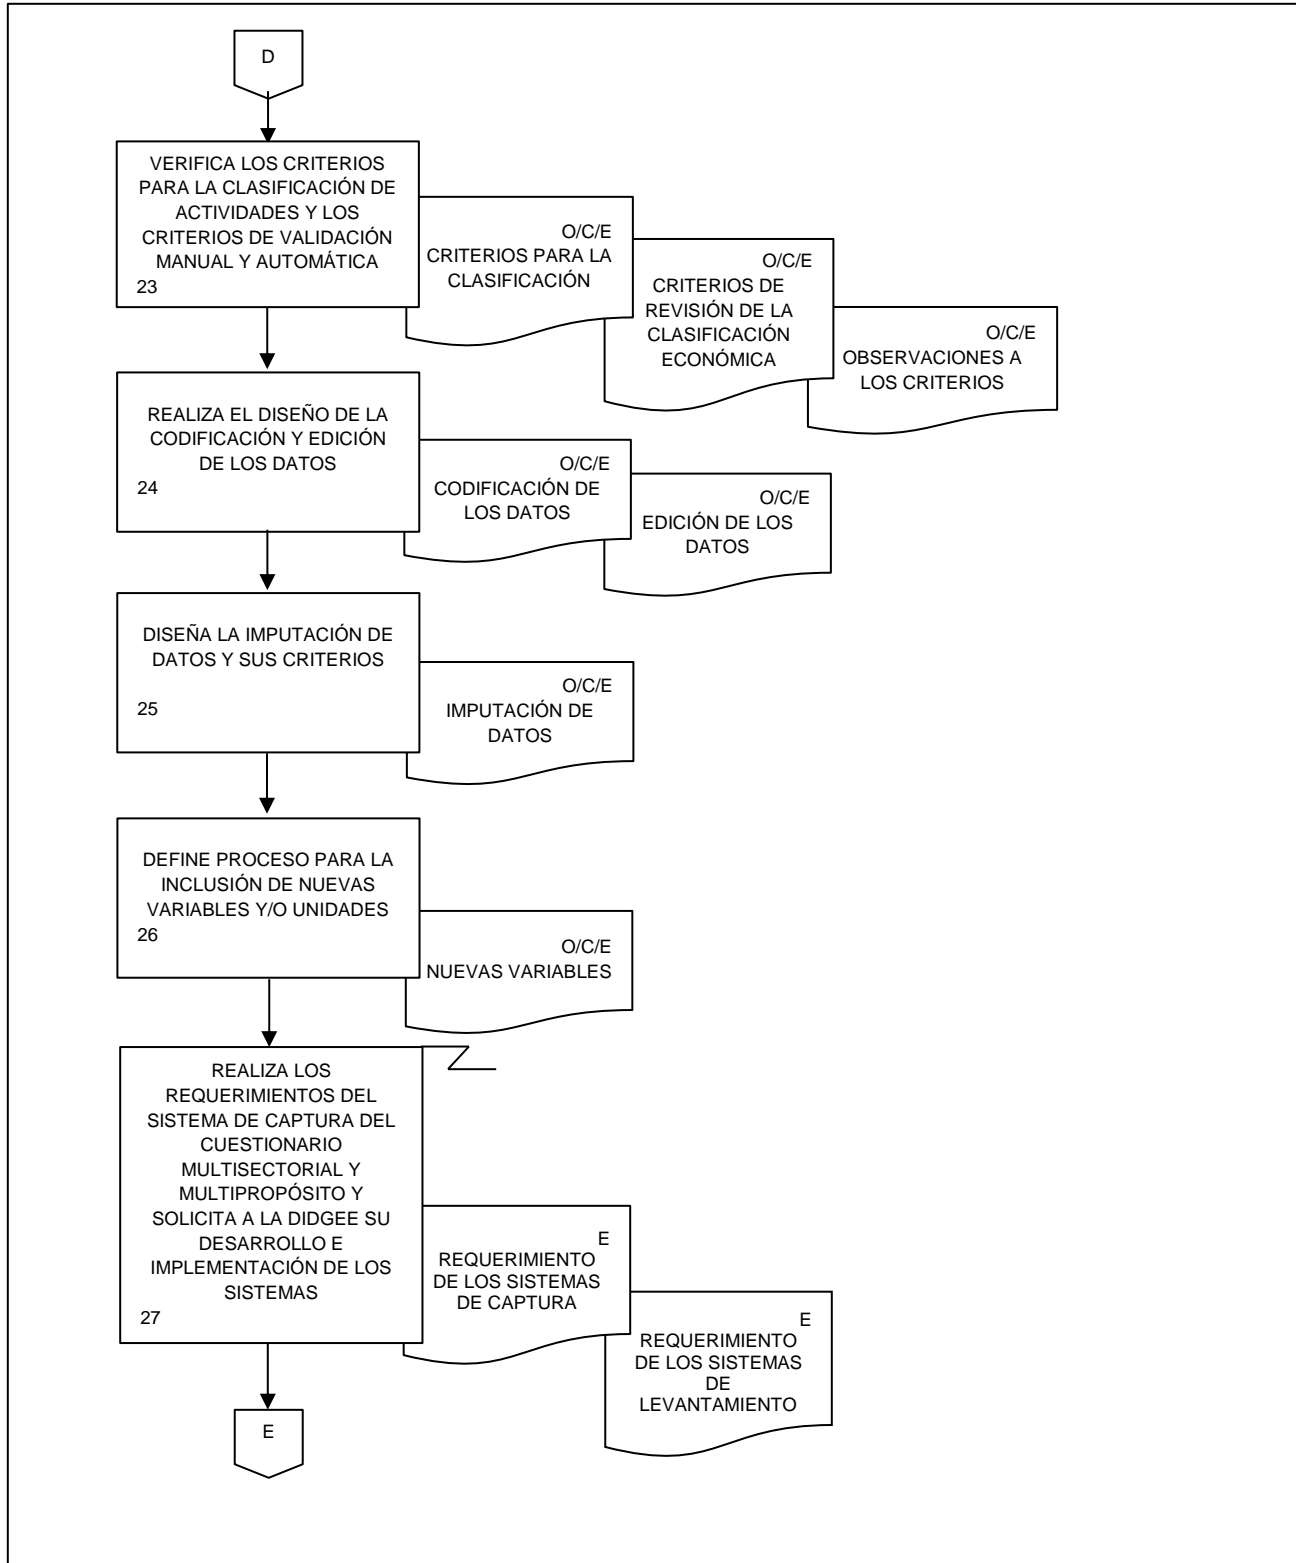 D
VERIFICA LOS CRITERIOS
PARA LA CLASIFICACIÓN DE
ACTIVIDADES Y LOS
CRITERIOS DE VALIDACIÓN
MANUAL Y AUTOMÁTICA
23
O/C/E
CRITERIOS PARA LA
CLASIFICACIÓN
O/C/E
CRITERIOS DE
REVISIÓN DE LA
CLASIFICACIÓN
ECONÓMICA
O/C/E
OBSERVACIONES A
LOS CRITERIOS
REALIZA EL DISEÑO DE LA
CODIFICACIÓN Y EDICIÓN
DE LOS DATOS
24
O/C/E
CODIFICACIÓN DE
LOS DATOS
O/C/E
EDICIÓN DE LOS
DATOS
DISEÑA LA IMPUTACIÓN DE
DATOS Y SUS CRITERIOS
25
O/C/E
IMPUTACIÓN DE
DATOS
DEFINE PROCESO PARA LA
INCLUSIÓN DE NUEVAS
VARIABLES Y/O UNIDADES
26
O/C/E
NUEVAS VARIABLES
REALIZA LOS
REQUERIMIENTOS DEL
SISTEMA DE CAPTURA DEL
CUESTIONARIO
MULTISECTORIAL Y
MULTIPROPÓSITO Y
SOLICITA A LA DIDGEE SU
DESARROLLO E
IMPLEMENTACIÓN DE LOS
SISTEMAS
27
E
REQUERIMIENTO
DE LOS SISTEMAS
DE CAPTURA
E
REQUERIMIENTO
DE LOS SISTEMAS
DE
LEVANTAMIENTO
E